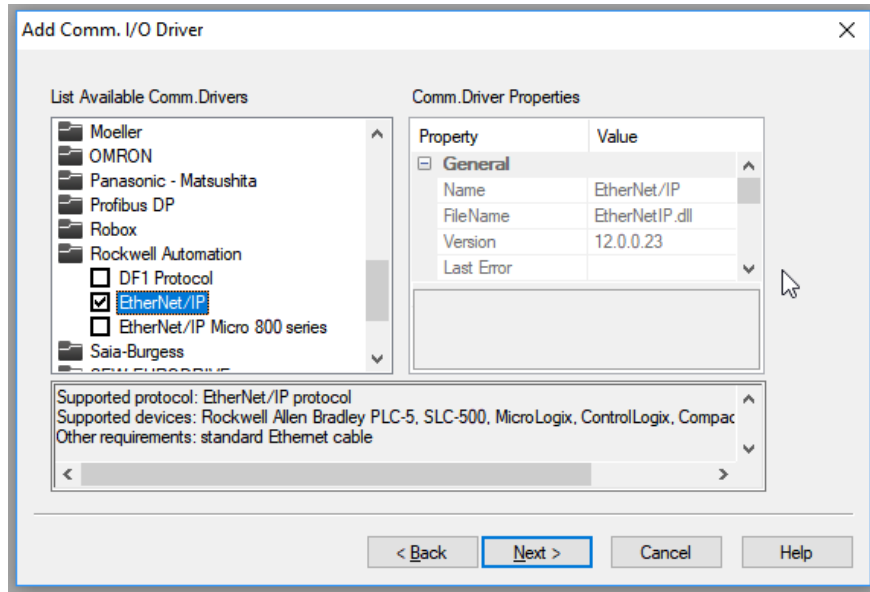 Add Comm. I/O Driver
List Available Comm.Drivers
Comm.Driver Properties
Moeller
OMRON
Panasonic - Matsushita
Profibus DP
Robox
Rockwell Automation
DF1 Protocol
EtherNet/IP
EtherNet/IP Micro 800 series
Saia-Burgess
Property Value
General
Name EtherNet/IP
FileName EtherNetIP.dll
Version 12.0.0.23
Last Error
Supported protocol: EtherNet/IP protocol
Supported devices: Rockwell Allen Bradley PLC-5, SLC-500, MicroLogix, ControlLogix, Compac
Other requirements: standard Ethernet cable
< Back
Next >
Cancel
Help